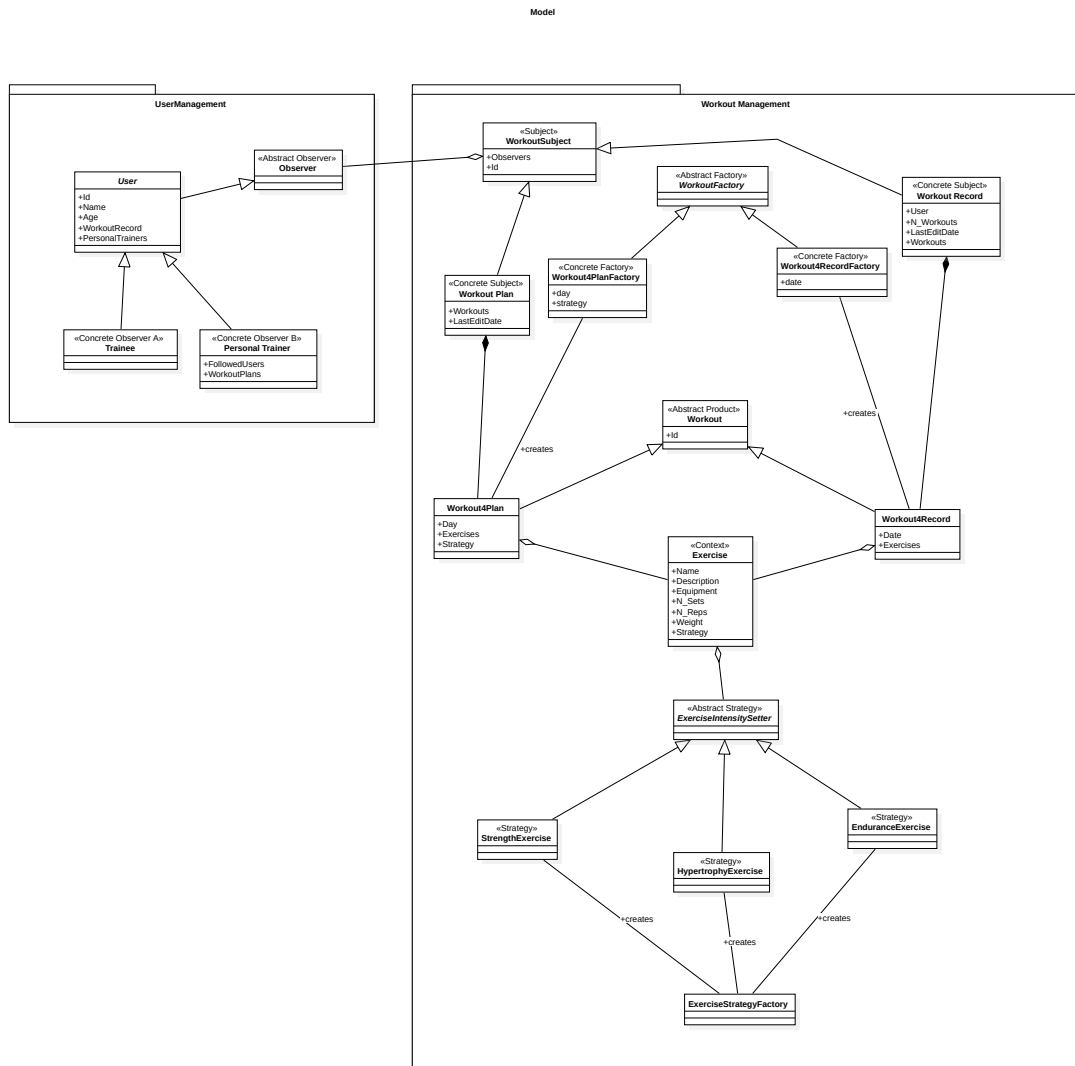 Model
UserManagement
«Abstract Observer»
Observer
User
+Id
+Name
+Age
+WorkoutRecord
+PersonalTrainers
«Concrete Observer A»
Trainee
«Concrete Observer B»
Personal Trainer
+FollowedUsers
+WorkoutPlans
Workout Management
«Subject»
WorkoutSubject
+Observers
+Id
«Abstract Factory»
WorkoutFactory
«Concrete Subject»
Workout Record
+User
+N_Workouts
+LastEditDate
+Workouts
«Concrete Factory»
Workout4PlanFactory
+day
+strategy
«Concrete Factory»
Workout4RecordFactory
+date
«Concrete Subject»
Workout Plan
+Workouts
+LastEditDate
«Abstract Product»
Workout
+Id
+creates
+creates
Workout4Plan
+Day
+Exercises
+Strategy
Workout4Record
+Date
+Exercises
«Context»
Exercise
+Name
+Description
+Equipment
+N_Sets
+N_Reps
+Weight
+Strategy
«Abstract Strategy»
ExerciseIntensitySetter
«Strategy»
StrengthExercise
«Strategy»
HypertrophyExercise
«Strategy»
EnduranceExercise
+creates
+creates
+creates
ExerciseStrategyFactory